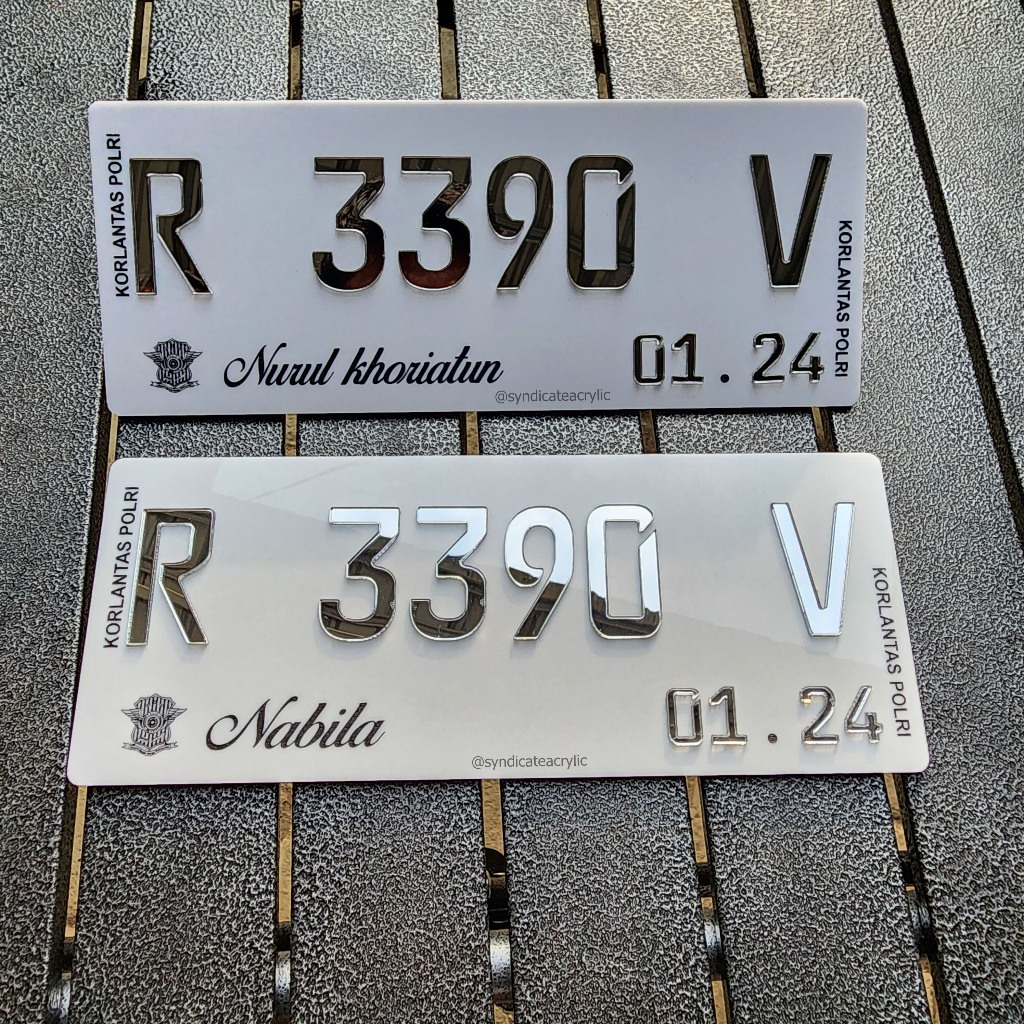 KORLANTAS POLRI
R 3390 V
KORLANTAS POLRI
Nurul khoriatun
01.24
@syndicateacrylic
KORLANTAS POLRI
R 3390 V
KORLANTAS POLRI
Nabila
01.24
@syndicateacrylic